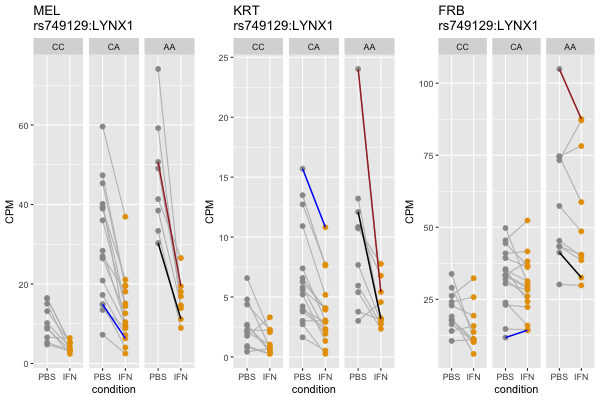 MEL
rs749129:LYNX1
CC CA AA
CPM
60
40
20
0
PBS IFN PBS IFN PBS IFN
condition
KRT
rs749129:LYNX1
CC CA AA
CPM
25
20
15
10
5
0
PBS IFN PBS IFN PBS IFN
condition
FRB
rs749129:LYNX1
CC CA AA
CPM
100
75
50
25
PBS IFN PBS IFN PBS IFN
condition